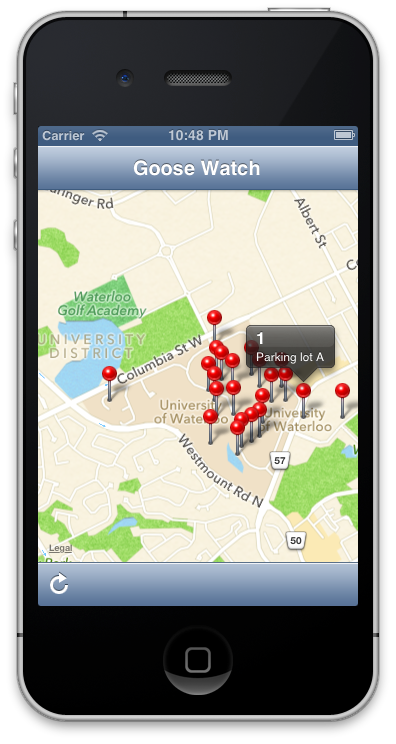 Carrier 10:48 PM
Goose Watch
ringer Rd
Albert St
Waterloo
Golf Academy
UNIVERSITY
DISTRICT
Columbia St W
1
Parking lot A
University
of Waterloo
University
of Waterloo
57
Westmount Rd N
50
Legal